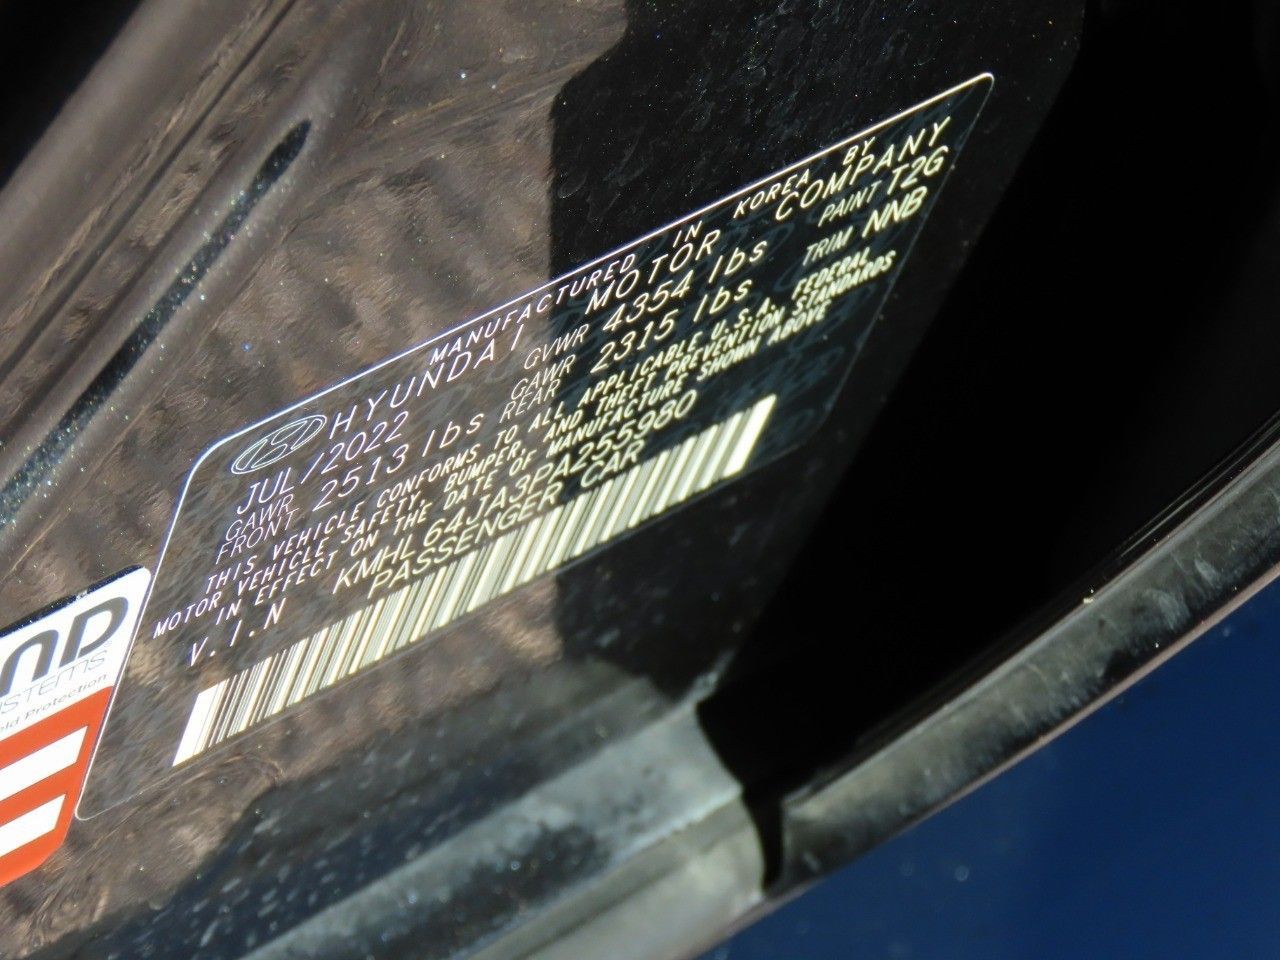 MANUFACTURED IN KOREA BY
HYUNDAI MOTOR COMPANY
JUL/2022 GVWR 4354 lbs PAINT T2G
GAWR FRONT 2513 lbs GAWR REAR 2315 lbs TRIM NNB
THIS VEHICLE CONFORMS TO ALL APPLICABLE U.S.A. FEDERAL
MOTOR VEHICLE SAFETY, BUMPER, AND THEFT PREVENTION STANDARDS
IN EFFECT ON THE DATE OF MANUFACTURE SHOWN ABOVE
V.I.N KMHL64JA3PA255980
PASSENGER CAR
Protection